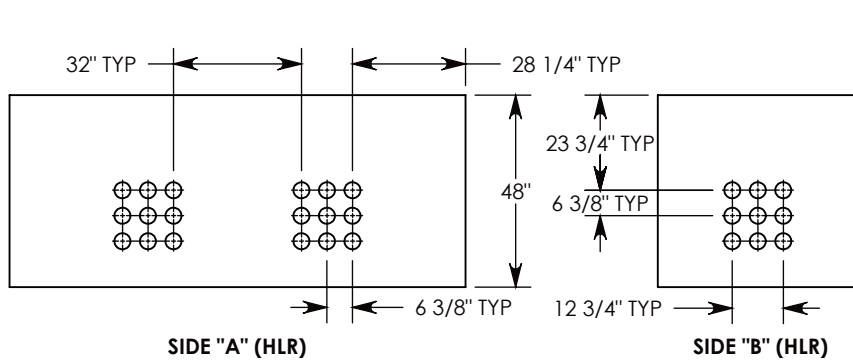 32" TYP
28 1/4" TYP
23 3/4" TYP
48"
6 3/8" TYP
6 3/8" TYP
12 3/4" TYP
SIDE "A" (HLR)
SIDE "B" (HLR)